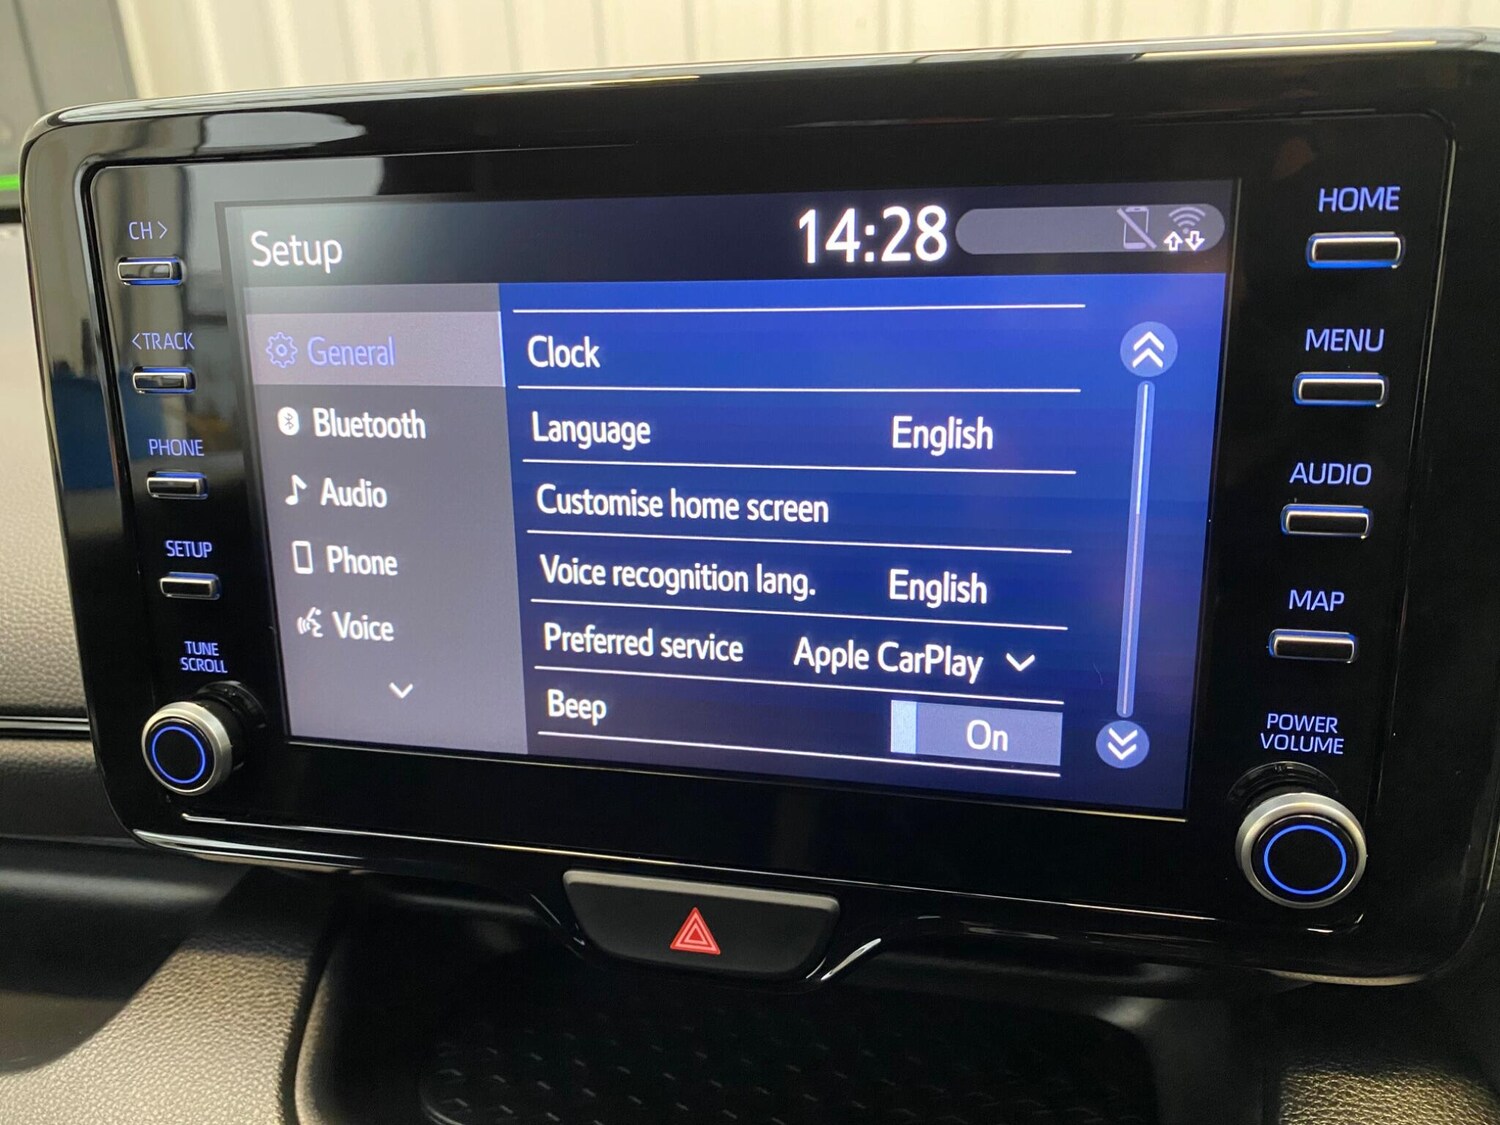 Setup
14:28
General
Bluetooth
Audio
Phone
Voice
Clock
Language English
Customise home screen
Voice recognition lang. English
Preferred service Apple CarPlay
Beep On
CH >
< TRACK
PHONE
SETUP
TUNE
SCROLL
HOME
MENU
AUDIO
MAP
POWER
VOLUME